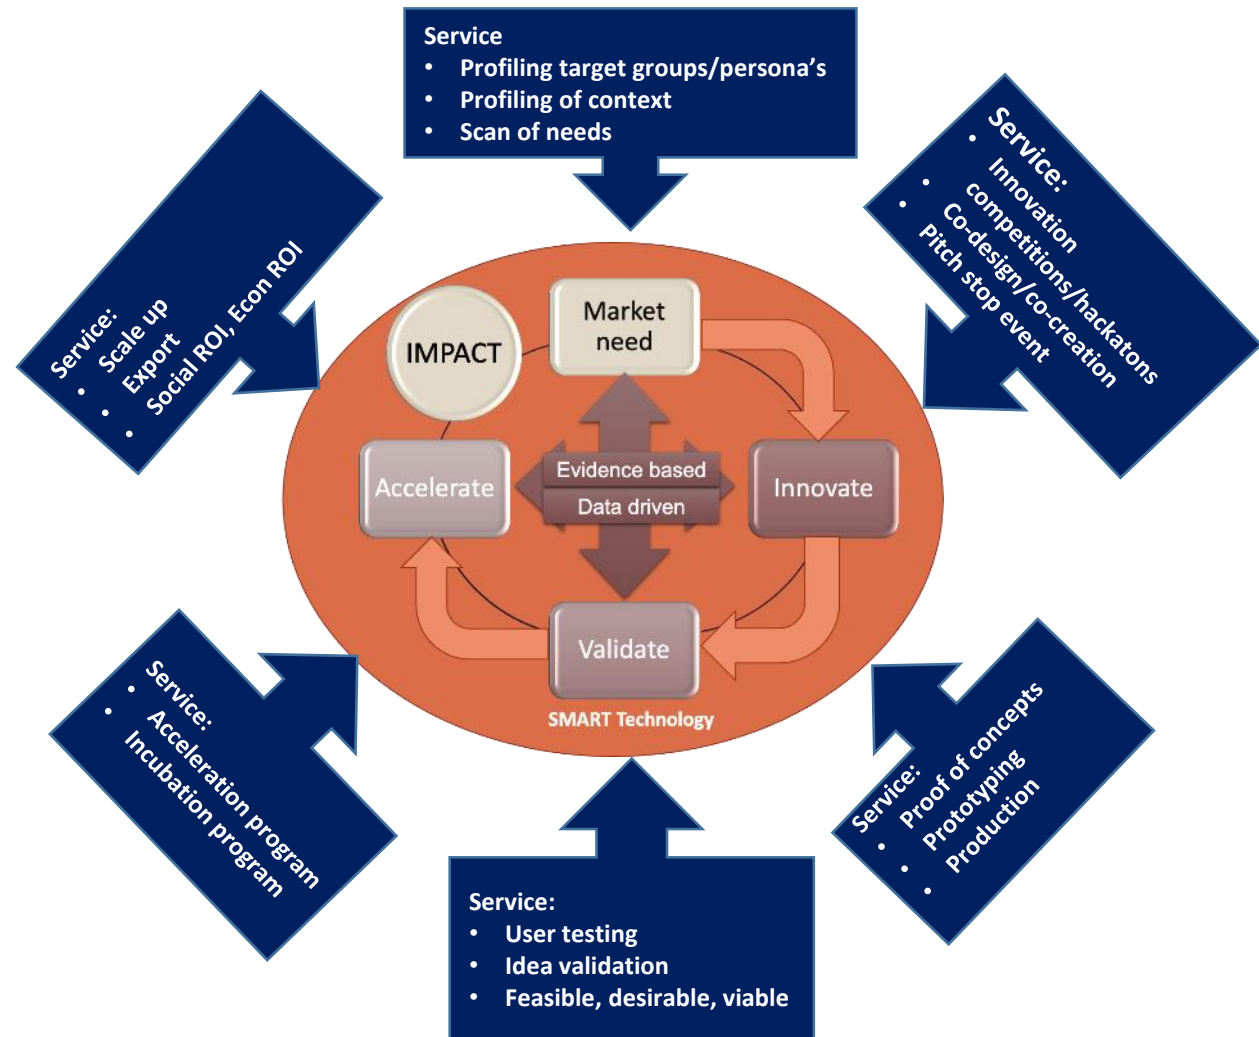 Service
• Profiling target groups/persona's
• Profiling of context
• Scan of needs
Service:
• Innovation
competitions/hackatons
• Co-design/co-creation
• Pitch stop event
Service:
• Scale up
• Export
• Social ROI, Econ ROI
IMPACT
Market
need
Accelerate
Evidence based
Data driven
Innovate
Validate
SMART Technology
Service:
• Acceleration program
• Incubation program
Service:
• Proof of concepts
• Prototyping
• Production
Service:
• User testing
• Idea validation
• Feasible, desirable, viable